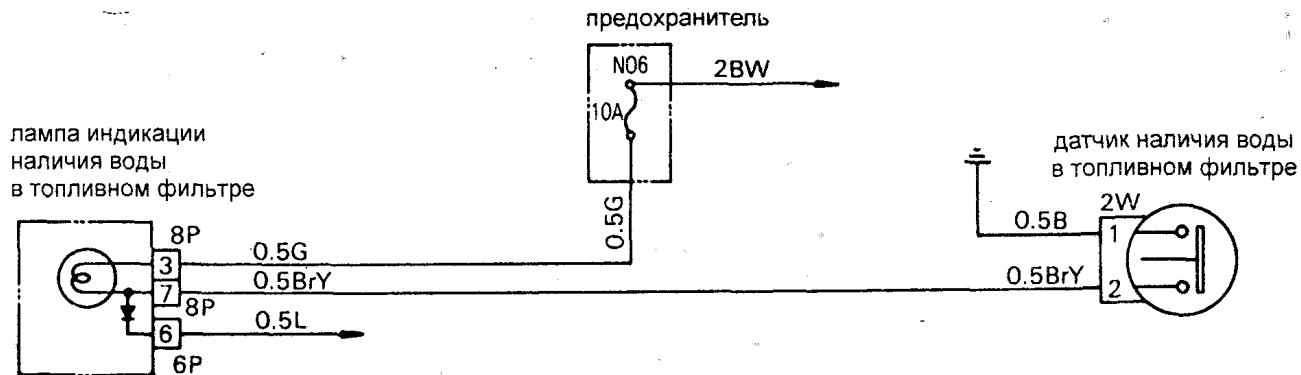 предохранитель
N06
2BW
10A
лампа индикации
наличия воды
в топливном фильтре
датчик наличия воды
в топливном фильтре
0.5G
2W
0.5B
1
8P
0.5G
3
0.5BrY
0.5BrY
2
7
8P
0.5L
6
6P